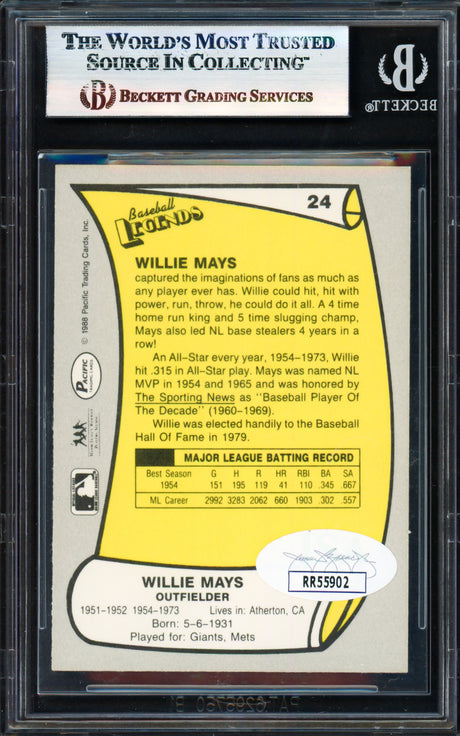 THE WORLD'S MOST TRUSTED
SOURCE IN COLLECTING™
BECKETT GRADING SERVICES
BECKETT®
24
Baseball
LEGENDS
WILLIE MAYS
captured the imaginations of fans as much as
any player ever has. Willie could hit, hit with
power, run, throw, he could do it all. A 4 time
home run king and 5 time slugging champ,
Mays also led NL base stealers 4 years in a
row!
An All-Star every year, 1954-1973, Willie
hit .315 in All-Star play. Mays was named NL
MVP in 1954 and 1965 and was honored by
The Sporting News as "Baseball Player Of
The Decade" (1960-1969).
Willie was elected handily to the Baseball
Hall Of Fame in 1979.
MAJOR LEAGUE BATTING RECORD
Best Season G H R HR RBI BA SA
1954 151 195 119 41 110 .345 .667
ML Career 2992 3283 2062 660 1903 .302 .557
© 1988 Pacific Trading Cards, Inc.
PACIFIC
TRADING CARDS
RR55902
WILLIE MAYS
OUTFIELDER
1951-1952 1954-1973 Lives in: Atherton, CA
Born: 5-6-1931
Played for: Giants, Mets